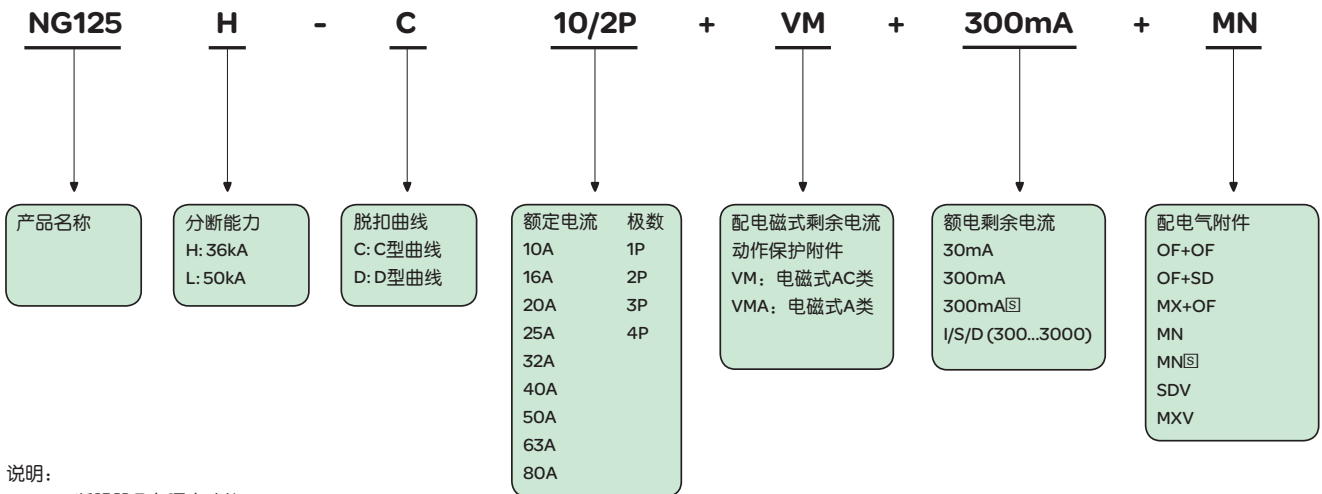 NG125 H - C 10/2P + VM + 300mA + MN
产品名称
分断能力
H: 36kA
L: 50kA
脱扣曲线
C: C型曲线
D: D型曲线
额定电流 极数
10A 1P
16A 2P
20A 3P
25A 4P
32A
40A
50A
63A
80A
配电磁式剩余电流
动作保护附件
VM：电磁式AC类
VMA：电磁式A类
额电剩余电流
30mA
300mA
300mA🅂
I/S/D (300...3000)
配电气附件
OF+OF
OF+SD
MX+OF
MN
MN🅂
SDV
MXV
说明：